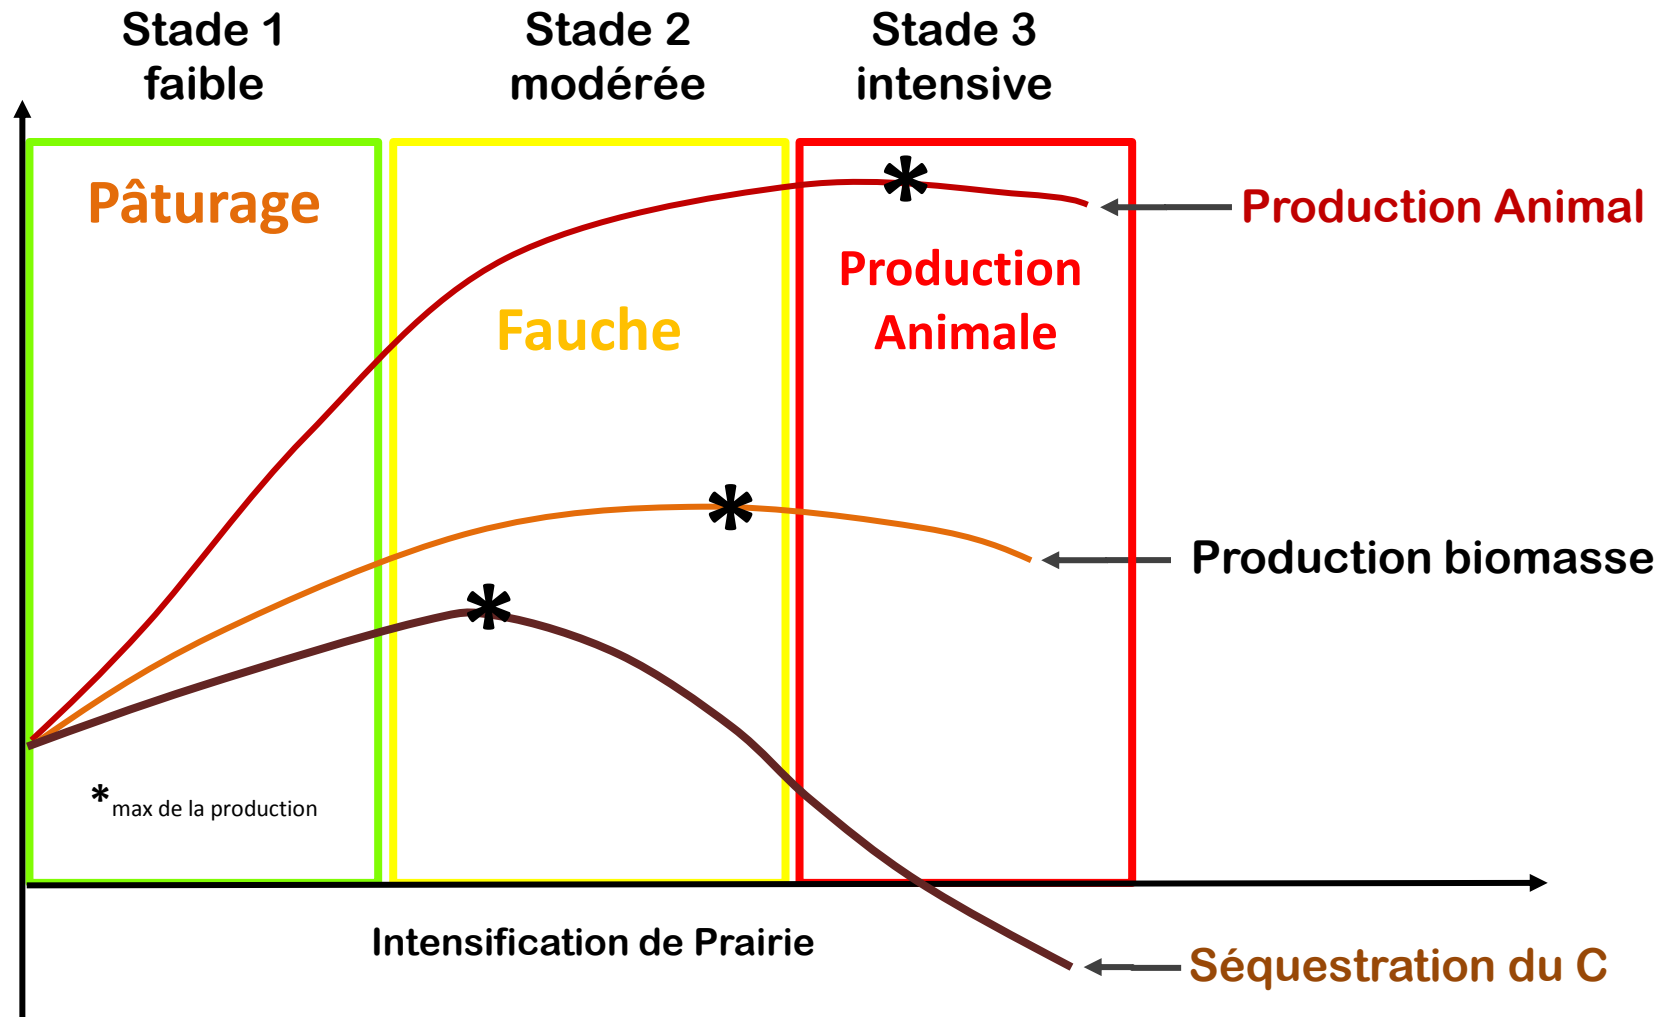 Stade 1
faible
Stade 2
modérée
Stade 3
intensive
Pâturage
Fauche
Production
Animale
Production Animal
Production biomasse
*max de la production
Intensification de Prairie
Séquestration du C